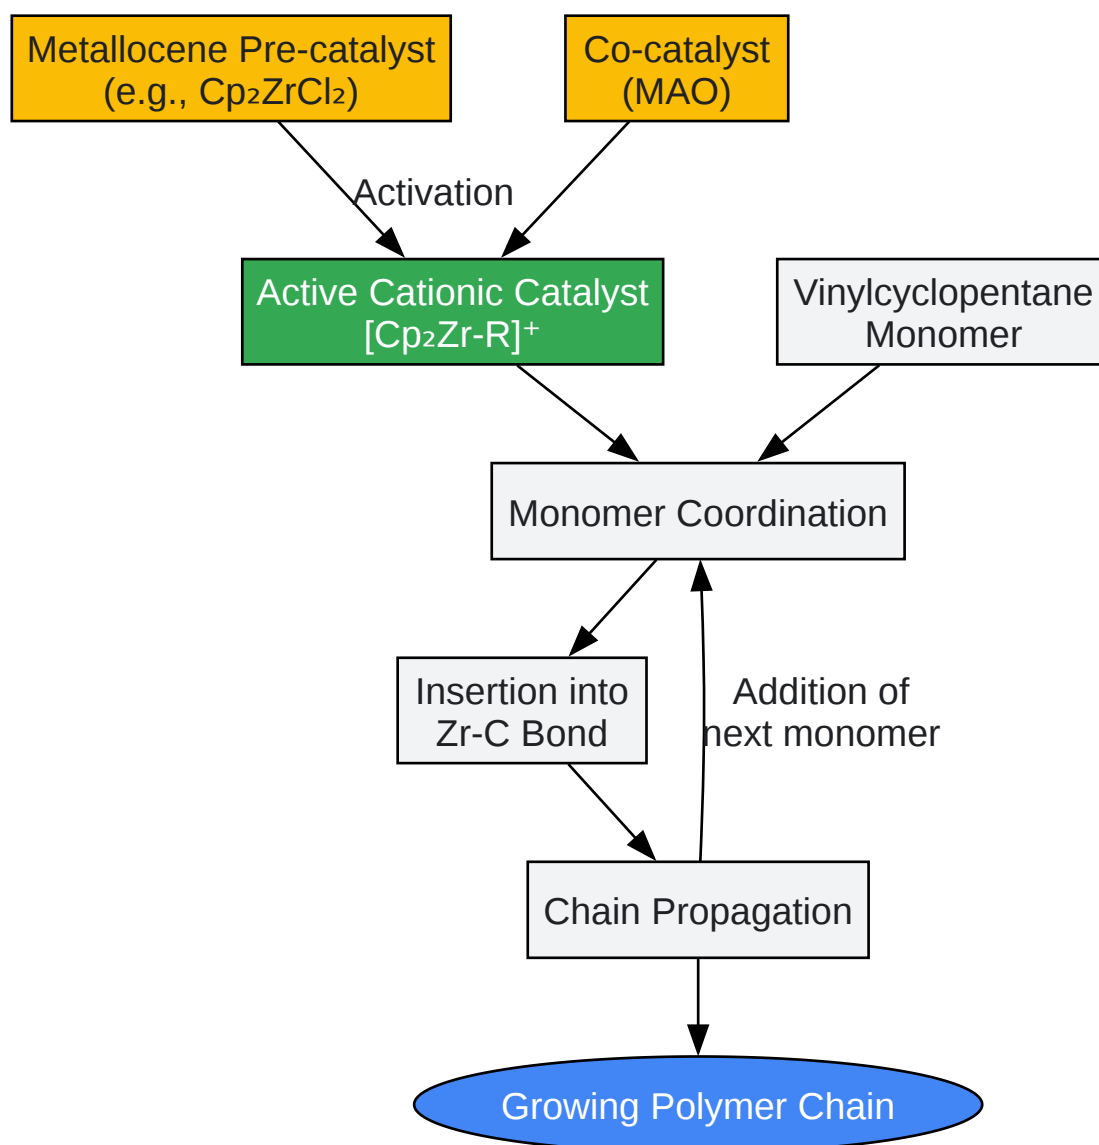 Metallocene Pre-catalyst
(e.g., Cp₂ZrCl₂)
Co-catalyst
(MAO)
Activation
Active Cationic Catalyst
[Cp₂Zr-R]⁺
Vinylcyclopentane
Monomer
Monomer Coordination
Insertion into
Zr-C Bond
Addition of
next monomer
Chain Propagation
Growing Polymer Chain